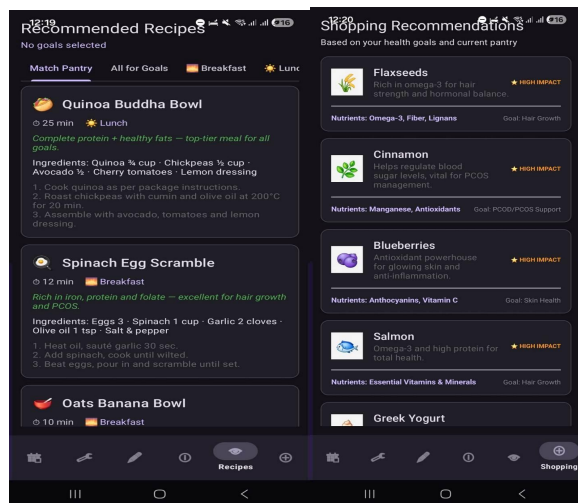 12:19
16
Recommended Recipes
No goals selected
Match Pantry
All for Goals
Breakfast
Lunc
Quinoa Buddha Bowl
25 min
Lunch
Complete protein + healthy fats — top-tier meal for all
goals.
Ingredients: Quinoa ¾ cup · Chickpeas ½ cup ·
Avocado ½ · Cherry tomatoes · Lemon dressing
1. Cook quinoa as per package instructions.
2. Roast chickpeas with cumin and olive oil at 200°C
for 20 min.
3. Assemble with avocado, tomatoes and lemon
dressing.
Spinach Egg Scramble
12 min
Breakfast
Rich in iron, protein and folate — excellent for hair growth
and PCOS.
Ingredients: Eggs 3 · Spinach 1 cup · Garlic 2 cloves ·
Olive oil 1 tsp · Salt & pepper
1. Heat oil, sauté garlic 30 sec.
2. Add spinach, cook until wilted.
3. Beat eggs, pour in and scramble until set.
Oats Banana Bowl
10 min
Breakfast
Recipes
12:20
16
Shopping Recommendations
Based on your health goals and current pantry
Flaxseeds
Rich in omega-3 for hair
strength and hormonal balance.
HIGH IMPACT
Nutrients: Omega-3, Fiber, Lignans
Goal: Hair Growth
Cinnamon
Helps regulate blood
sugar levels, vital for PCOS
management.
HIGH IMPACT
Nutrients: Manganese, Antioxidants
Goal: PCOD/PCOS Support
Blueberries
Antioxidant powerhouse
for glowing skin and
anti-inflammation.
HIGH IMPACT
Nutrients: Anthocyanins, Vitamin C
Goal: Skin Health
Salmon
Omega-3 and high protein for
total health.
HIGH IMPACT
Nutrients: Essential Vitamins & Minerals
Goal: Hair Growth
Greek Yogurt
Shopping